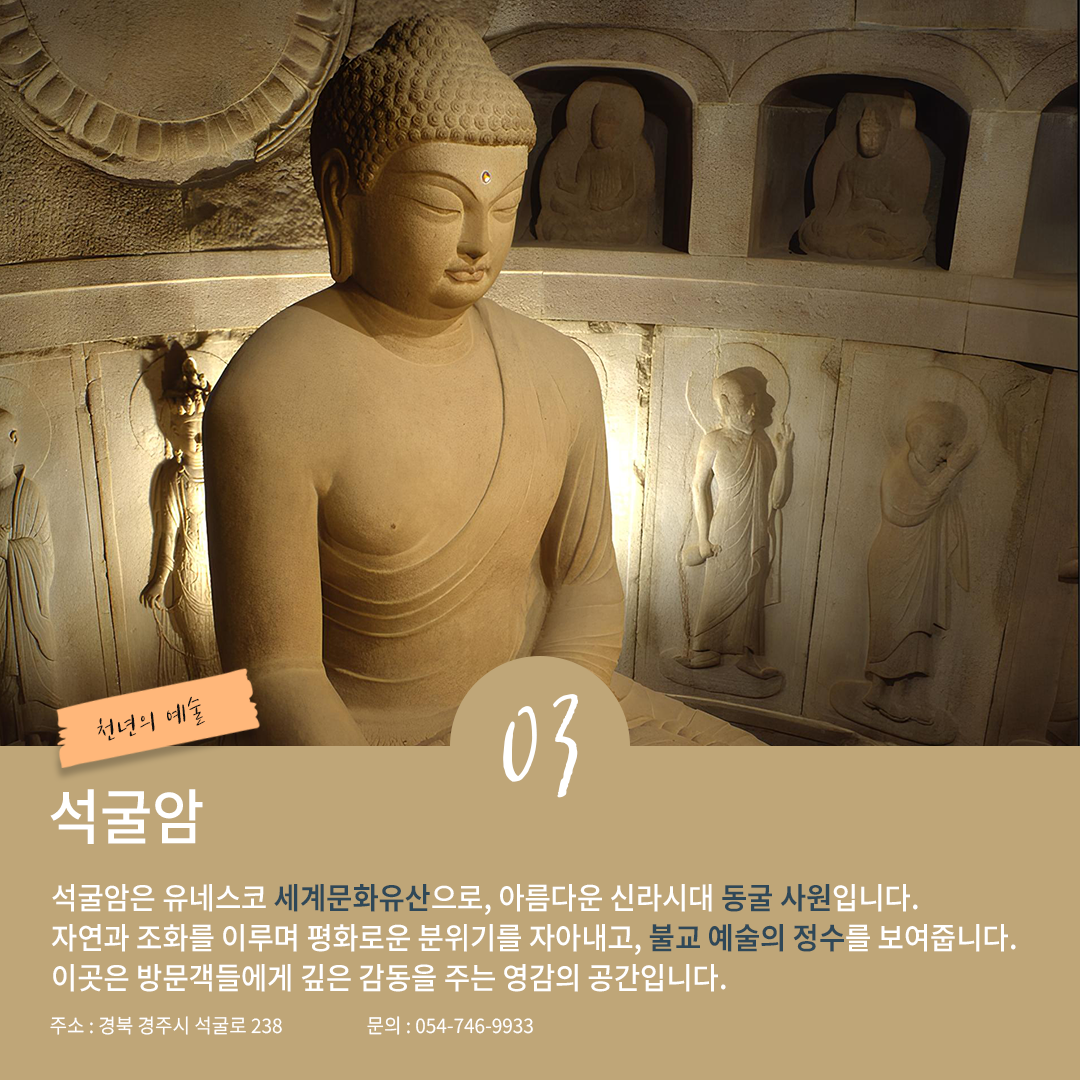 천년의 예술
03
석굴암
석굴암은 유네스코 세계문화유산으로, 아름다운 신라시대 동굴 사원입니다.
자연과 조화를 이루며 평화로운 분위기를 자아내고, 불교 예술의 정수를 보여줍니다.
이곳은 방문객들에게 깊은 감동을 주는 영감의 공간입니다.
주소 : 경북 경주시 석굴로 238 문의 : 054-746-9933